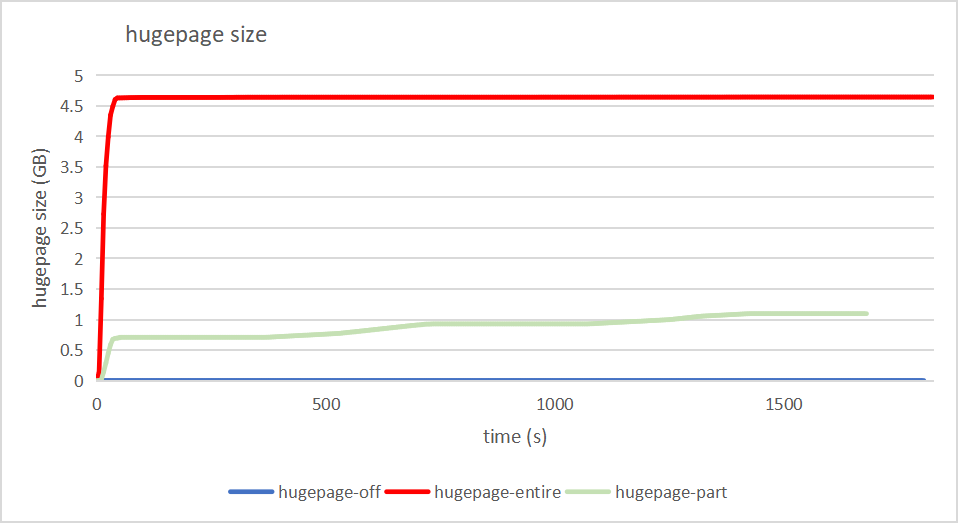 hugepage size
5
4.5
4
3.5
3
2.5
2
1.5
1
0.5
0
hugepage size (GB)
0 500 1000 1500
time (s)
hugepage-off hugepage-entire hugepage-part